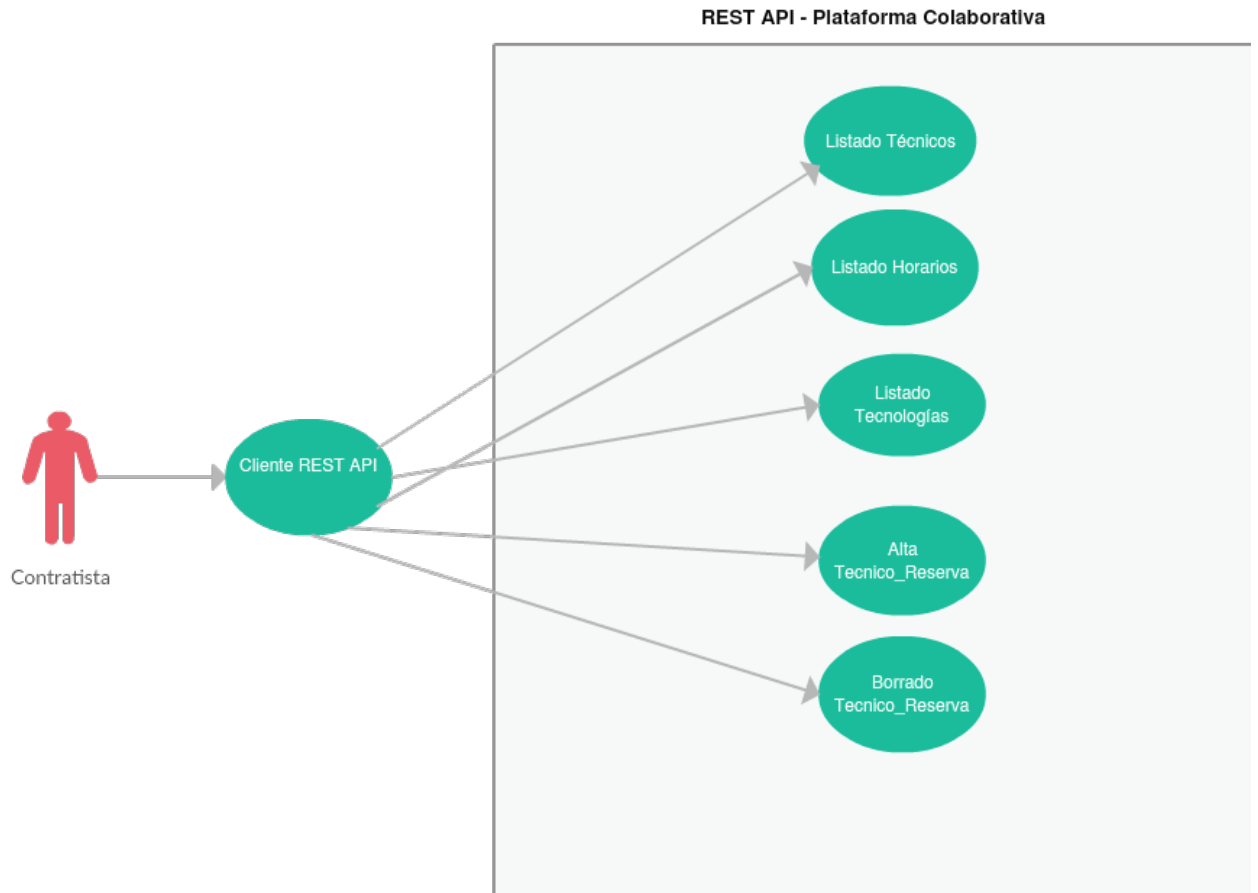 REST API - Plataforma Colaborativa
Listado Técnicos
Listado Horarios
Listado
Tecnologías
Cliente REST API
Alta
Tecnico_Reserva
Contratista
Borrado
Tecnico_Reserva